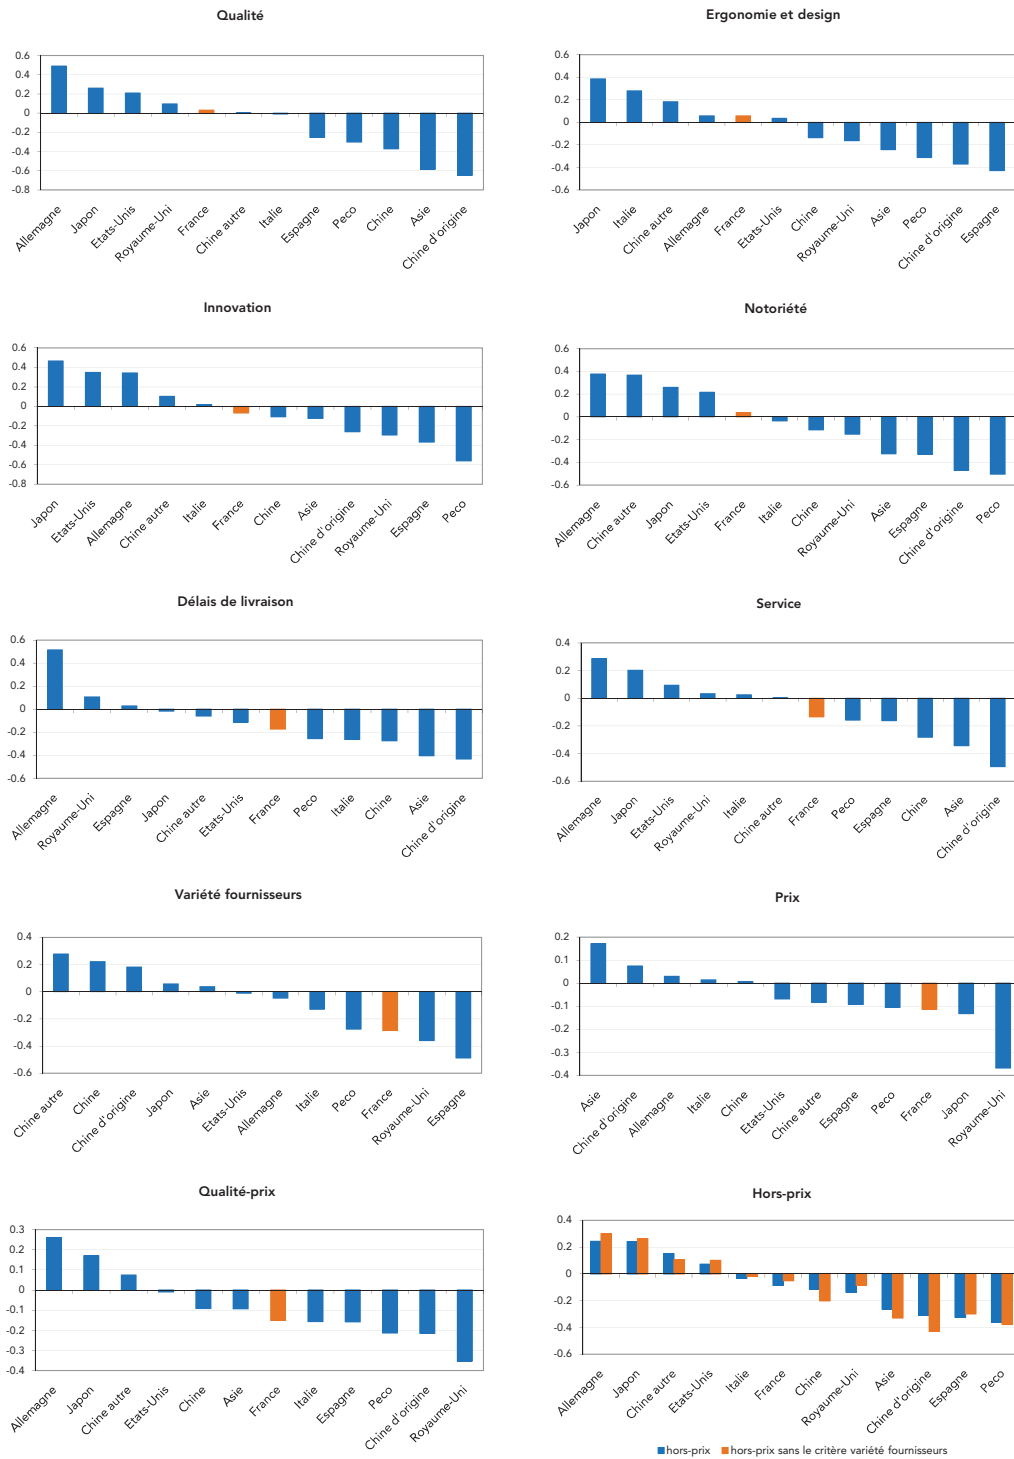 Qualité
0.6
0.4
0.2
0
-0.2
-0.4
-0.6
-0.8
Allemagne
Japon
Etats-Unis
Royaume-Uni
France
Chine autre
Italie
Espagne
Peco
Chine
Asie
Chine d'origine
Ergonomie et design
0.6
0.4
0.2
0
-0.2
-0.4
-0.6
Japon
Italie
Chine autre
Allemagne
France
Etats-Unis
Chine
Royaume-Uni
Asie
Peco
Chine d'origine
Espagne
Innovation
0.6
0.4
0.2
0
-0.2
-0.4
-0.6
-0.8
Japon
Etats-Unis
Allemagne
Chine autre
Italie
France
Chine
Asie
Chine d'origine
Royaume-Uni
Espagne
Peco
Notoriété
0.6
0.4
0.2
0
-0.2
-0.4
-0.6
Allemagne
Chine autre
Japon
Etats-Unis
France
Italie
Chine
Royaume-Uni
Asie
Espagne
Chine d'origine
Peco
Délais de livraison
0.6
0.4
0.2
0
-0.2
-0.4
-0.6
Allemagne
Royaume-Uni
Espagne
Japon
Chine autre
Etats-Unis
France
Peco
Italie
Chine
Asie
Chine d'origine
Service
0.4
0.2
0
-0.2
-0.4
-0.6
Allemagne
Japon
Etats-Unis
Royaume-Uni
Italie
Chine autre
France
Peco
Espagne
Chine
Asie
Chine d'origine
Variété fournisseurs
0.4
0.2
0
-0.2
-0.4
-0.6
Chine autre
Chine
Chine d'origine
Japon
Asie
Etats-Unis
Allemagne
Italie
Peco
France
Royaume-Uni
Espagne
Prix
0.2
0.1
0
-0.1
-0.2
-0.3
-0.4
Asie
Chine d'origine
Allemagne
Italie
Chine
Etats-Unis
Chine autre
Espagne
Peco
France
Japon
Royaume-Uni
Qualité-prix
0.3
0.2
0.1
0
-0.1
-0.2
-0.3
-0.4
Allemagne
Japon
Chine autre
Etats-Unis
Chine
Asie
France
Italie
Espagne
Peco
Chine d'origine
Royaume-Uni
Hors-prix
0.4
0.2
0
-0.2
-0.4
-0.6
Allemagne
Japon
Chine autre
Etats-Unis
Italie
France
Chine
Royaume-Uni
Asie
Chine d'origine
Espagne
Peco
hors-prix
hors-prix sans le critère variété fournisseurs